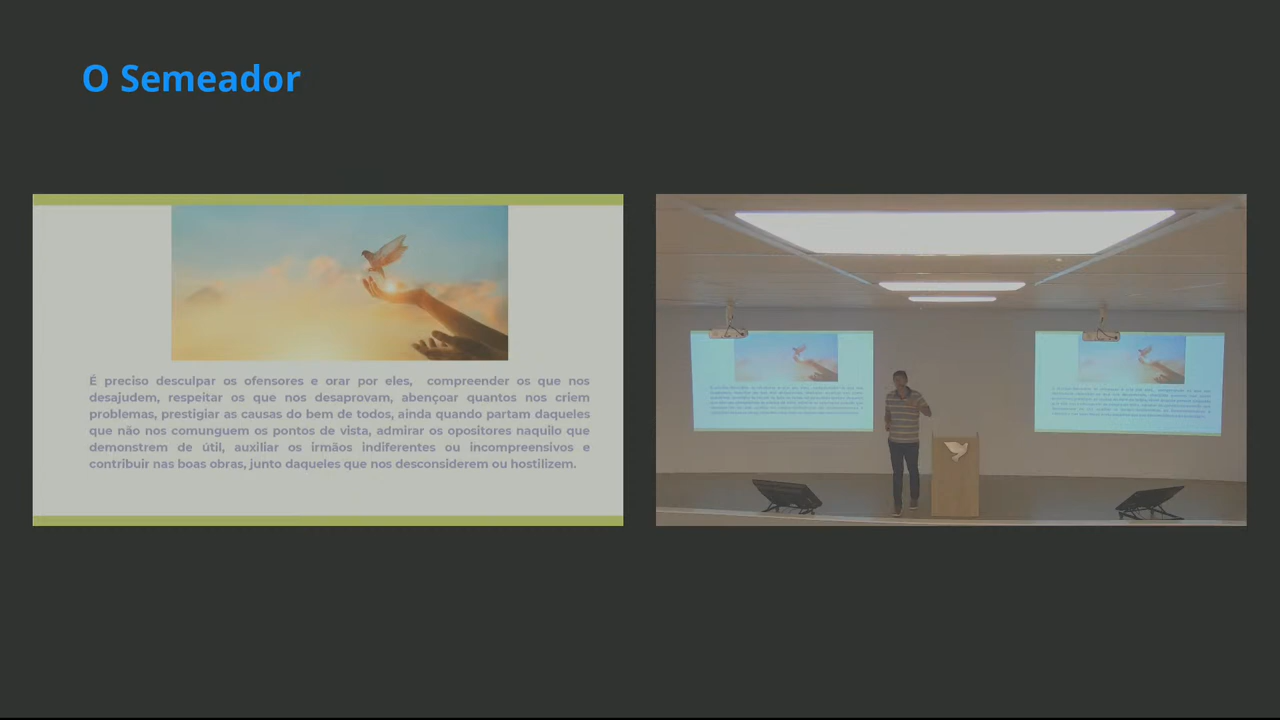 O Semeador
É preciso desculpar os ofensores e orar por eles, compreender os que nos
desajudem, respeitar os que nos desaprovam, abençoar quantos nos criem
problemas, prestigiar as causas do bem de todos, ainda quando partam daqueles
que não nos comunguem os pontos de vista, admirar os opositores naquilo que
demonstrem de útil, auxiliar os irmãos indiferentes ou incompreensivos e
contribuir nas boas obras, junto daqueles que nos desconsiderem ou hostilizem.